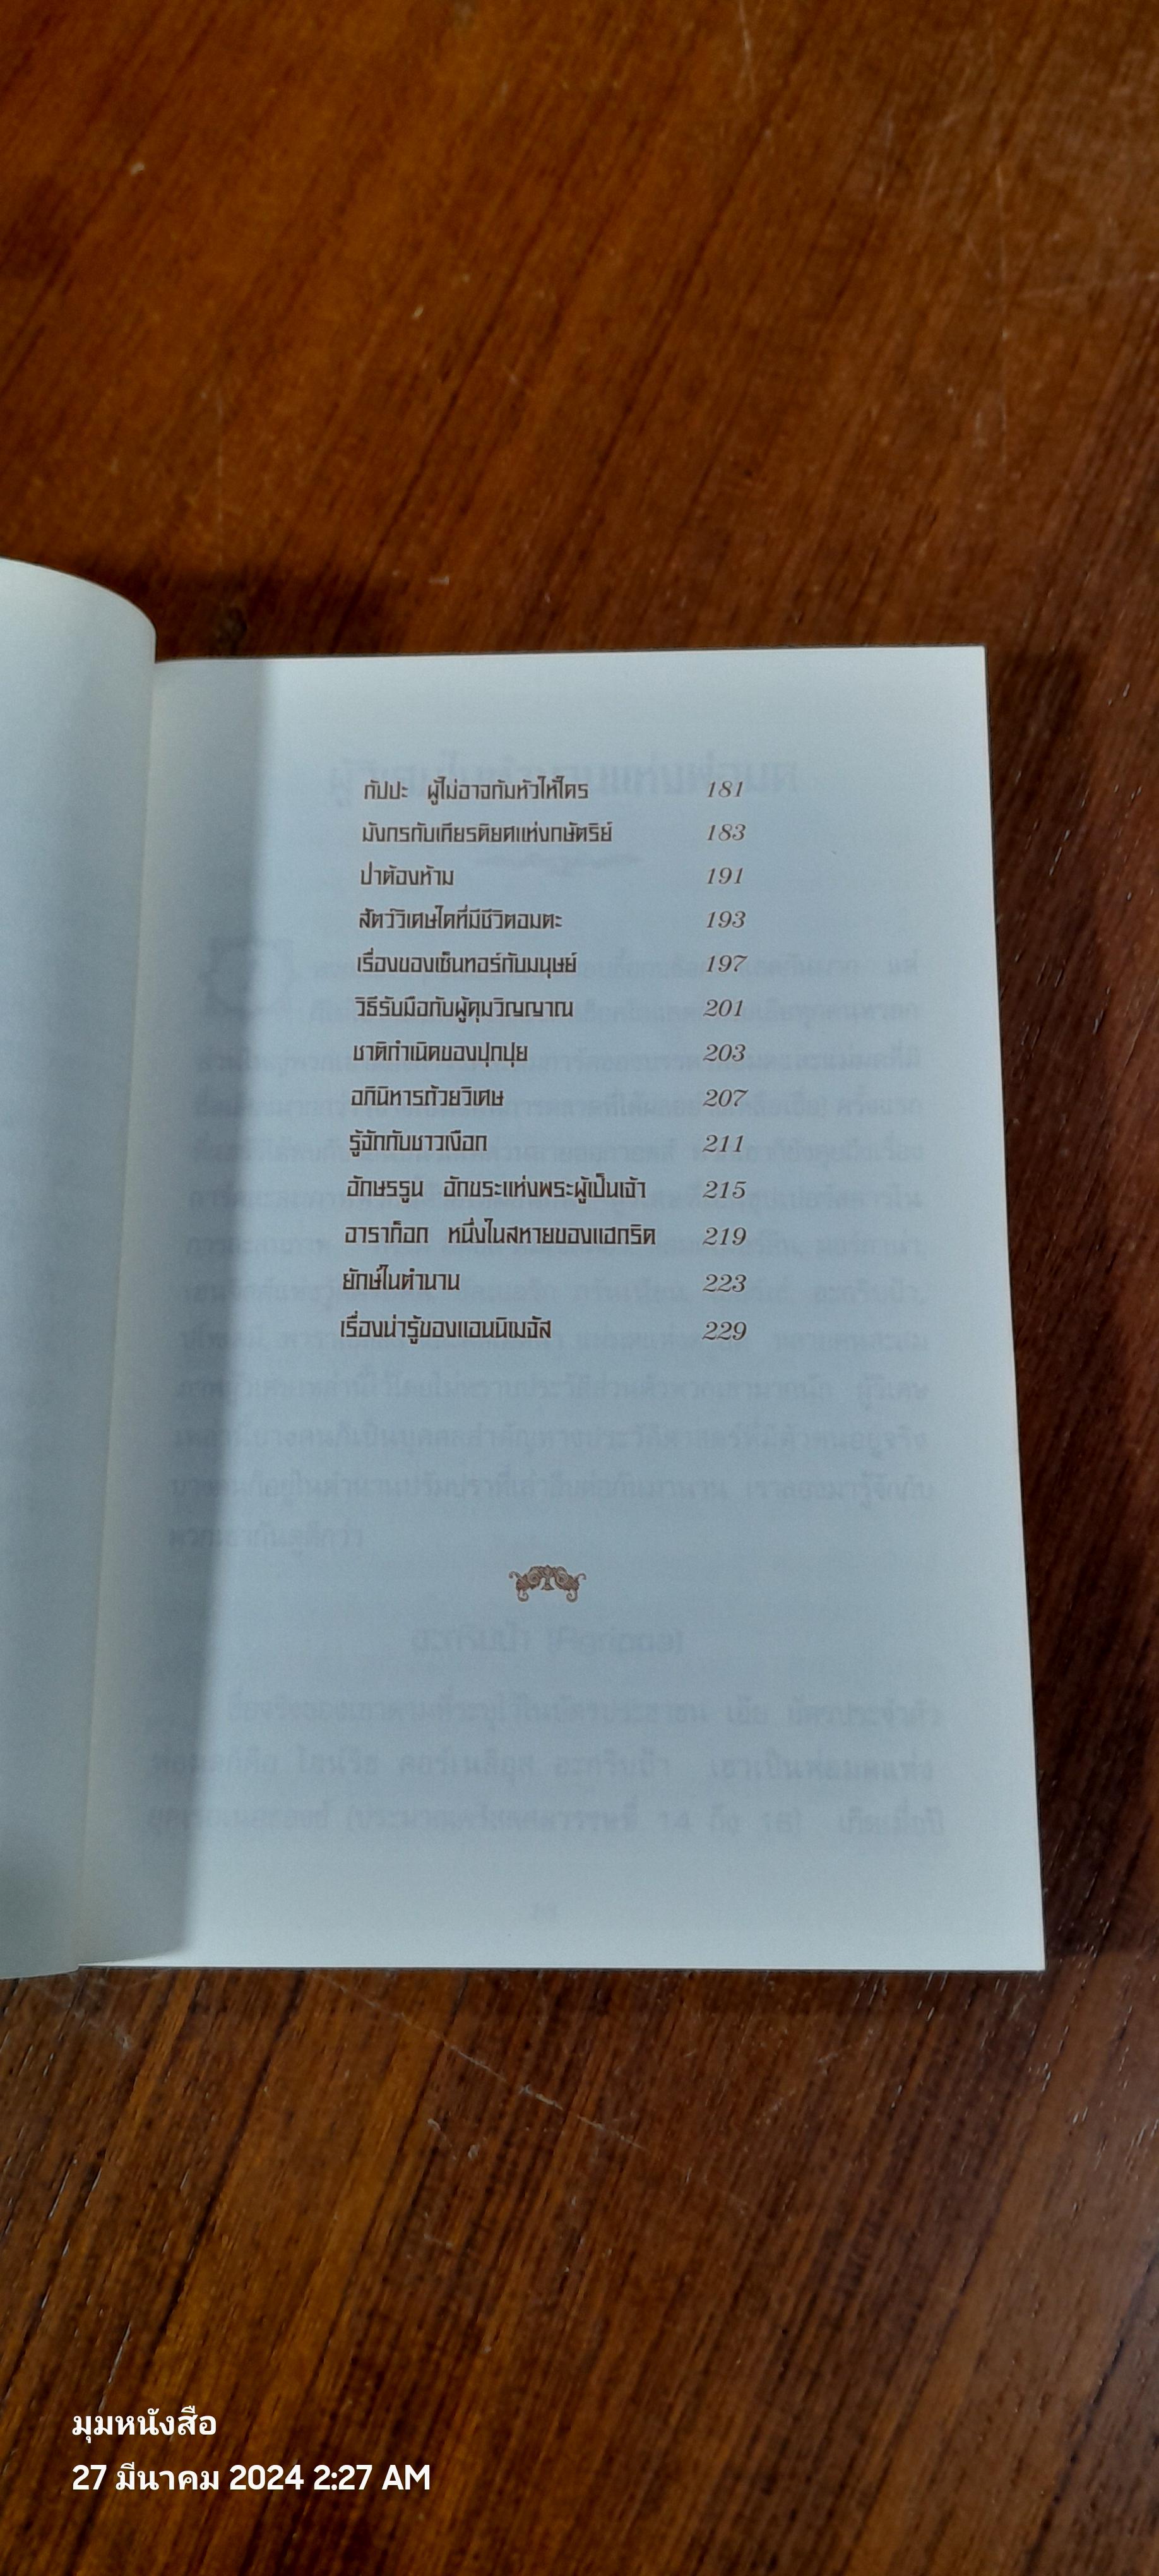 กัปปะ ผู้ไม่อาจก้มหัวให้ใคร 181
มังกรกับเกียรติยศแห่งกษัตริย์ 183
ป่าต้องห้าม 191
สัตว์วิเศษใดที่มีชีวิตอมตะ 193
เรื่องของเซ็นทอร์กับมนุษย์ 197
วิธีรับมือกับผู้คุมวิญญาณ 201
ชาติกำเนิดของปุกปุย 203
อภินิหารถ้วยวิเศษ 207
รู้จักกับชาวเงือก 211
อักษรรูน อักขระแห่งพระผู้เป็นเจ้า 215
อาราก็อก หนึ่งในสหายของแฮกริด 219
ยักษ์ในตำนาน 223
เรื่องน่ารู้ของแอนนิเมจัส 229
มุมหนังสือ
27 มีนาคม 2024 2:27 AM